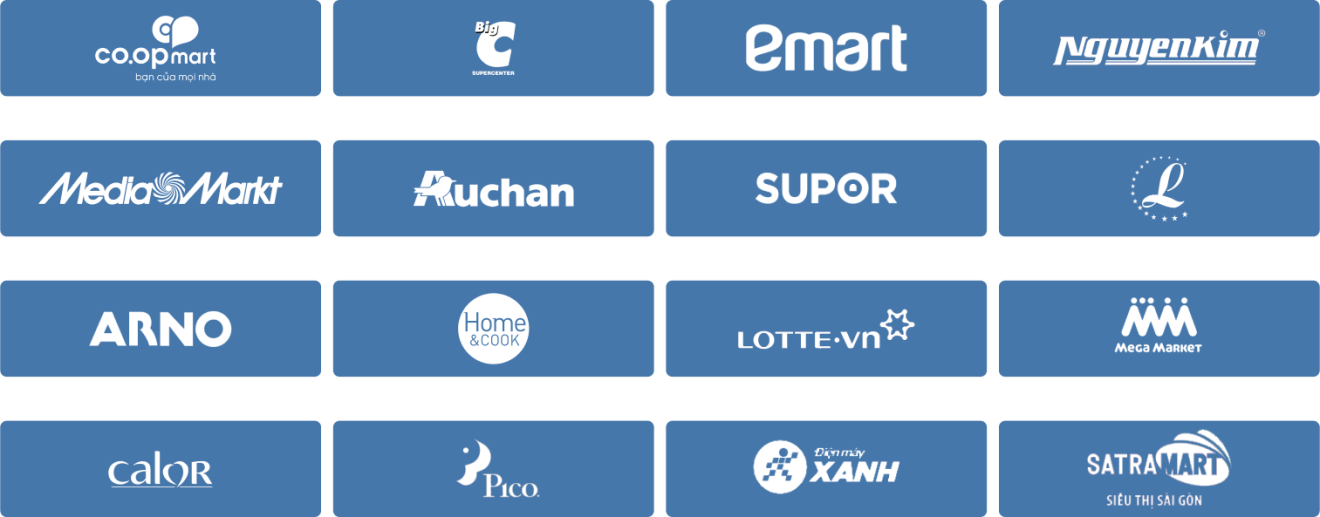 co.opmart
bạn của mọi nhà
Big
C
SUPERCENTER
emart
NguyenKim®
MediaMarkt
Auchan
SUPOR
L
ARNO
Home
&COOK
LOTTE.vn
MEGA MARKET
CALOR
PICO.
Điện máy
XANH
SATRAMART
SIÊU THỊ SÀI GÒN